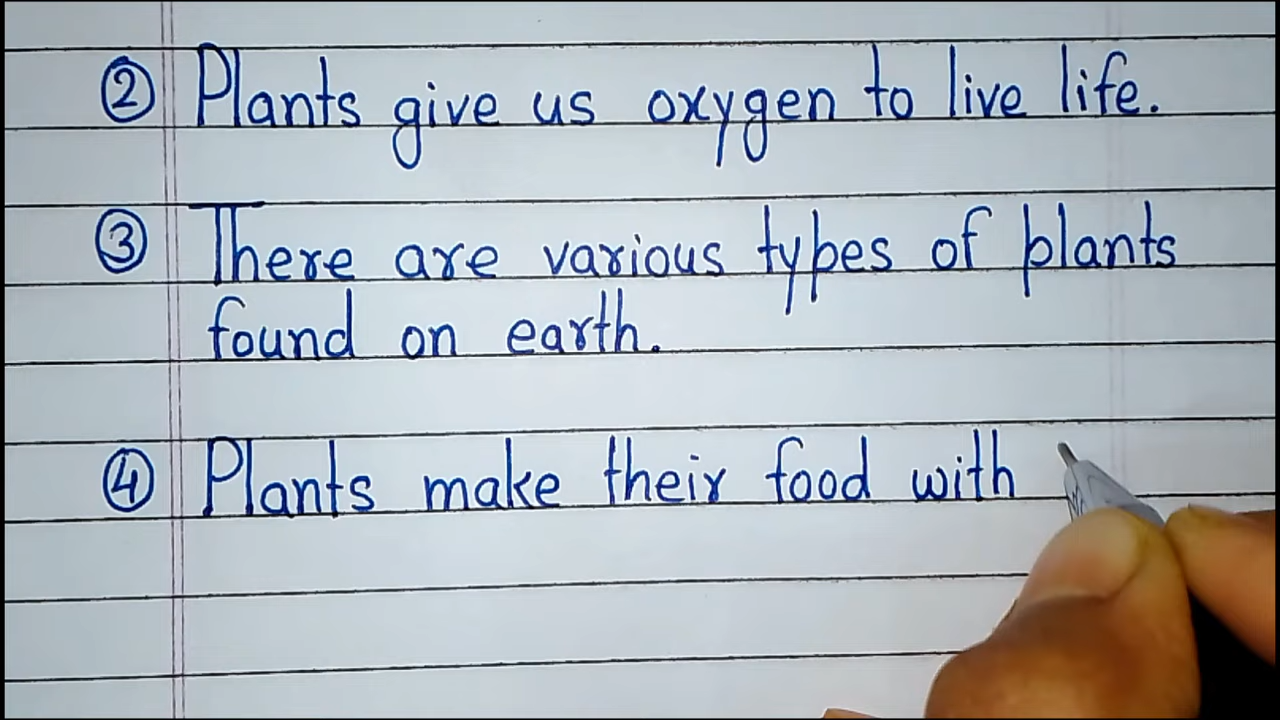 ② Plants give us oxygen to live life.
③ There are various types of plants
found on earth.
④ Plants make their food with